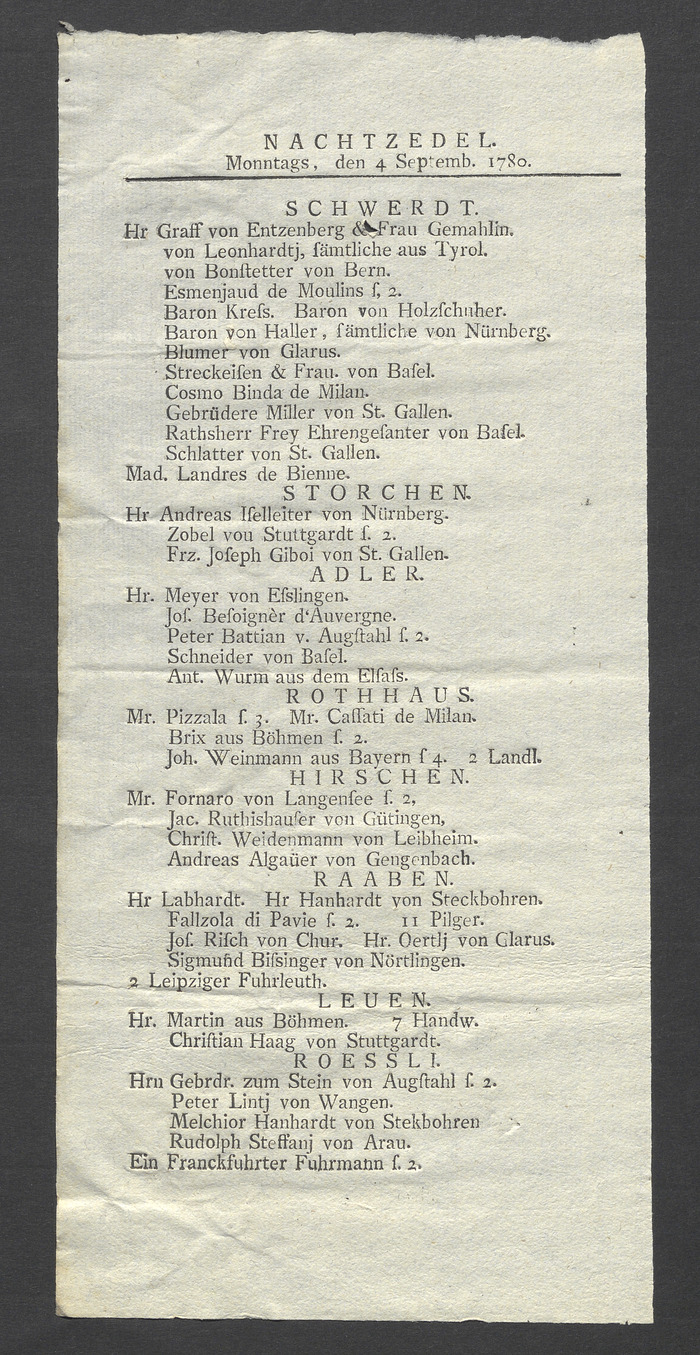 NACHTZEDEL.
Monntags, den 4 Septemb. 1780.
SCHWERDT.
Hr Graff von Entzenberg & Frau Gemahlin.
von Leonhardtj, ſämtliche aus Tyrol.
von Bonſtetter von Bern.
Esmenjaud de Moulins ſ, 2.
Baron Kreſs. Baron von Holzſchuher.
Baron von Haller, ſämtliche von Nürnberg.
Blumer von Glarus.
Streckeiſen & Frau. von Baſel.
Cosmo Binda de Milan.
Gebrüdere Miller von St. Gallen.
Rathsherr Frey Ehrengeſanter von Baſel.
Schlatter von St. Gallen.
Mad. Landres de Bienne.
STORCHEN.
Hr Andreas Iſelleiter von Nürnberg.
Zobel vou Stuttgardt ſ. 2.
Frz. Joſeph Giboi von St. Gallen.
ADLER.
Hr. Meyer von Eſslingen.
Joſ. Beſoignèr d'Auvergne.
Peter Battian v. Augſtahl ſ. 2.
Schneider von Baſel.
Ant. Wurm aus dem Elſaſs.
ROTHHAUS.
Mr. Pizzala ſ. 3. Mr. Caſſati de Milan.
Brix aus Böhmen ſ. 2.
Joh. Weinmann aus Bayern ſ 4. 2 Landl.
HIRSCHEN.
Mr. Fornaro von Langenſee ſ. 2,
Jac. Ruthishauſer von Gütingen,
Chriſt. Weidenmann von Leibheim.
Andreas Algaüer von Gengenbach.
RAABEN.
Hr Labhardt. Hr Hanhardt von Steckbohren.
Fallzola di Pavie ſ. 2. 11 Pilger.
Joſ. Riſch von Chur. Hr. Oertlj von Glarus.
Sigmund Biſsinger von Nörtlingen.
2 Leipziger Fuhrleuth.
LEUEN.
Hr. Martin aus Böhmen. 7 Handw.
Chriſtian Haag von Stuttgardt.
ROESSLI.
Hrn Gebrdr. zum Stein von Augſtahl ſ. 2.
Peter Lintj von Wangen.
Melchior Hanhardt von Stekbohren
Rudolph Steffanj von Arau.
Ein Franckfuhrter Fuhrmann ſ. 2.